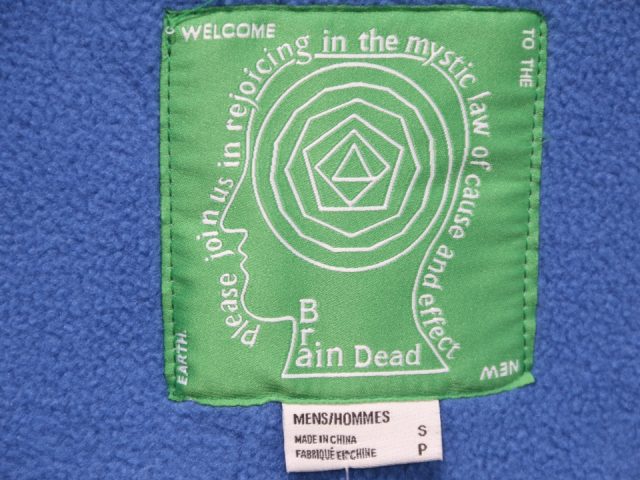 WELCOME
TO THE
NEW
EARTH.
Please join us in rejoicing in the mystic law of cause and effect
Brain Dead
MENS/HOMMES
MADE IN CHINA S
FABRIQUÉ EN CHINE P